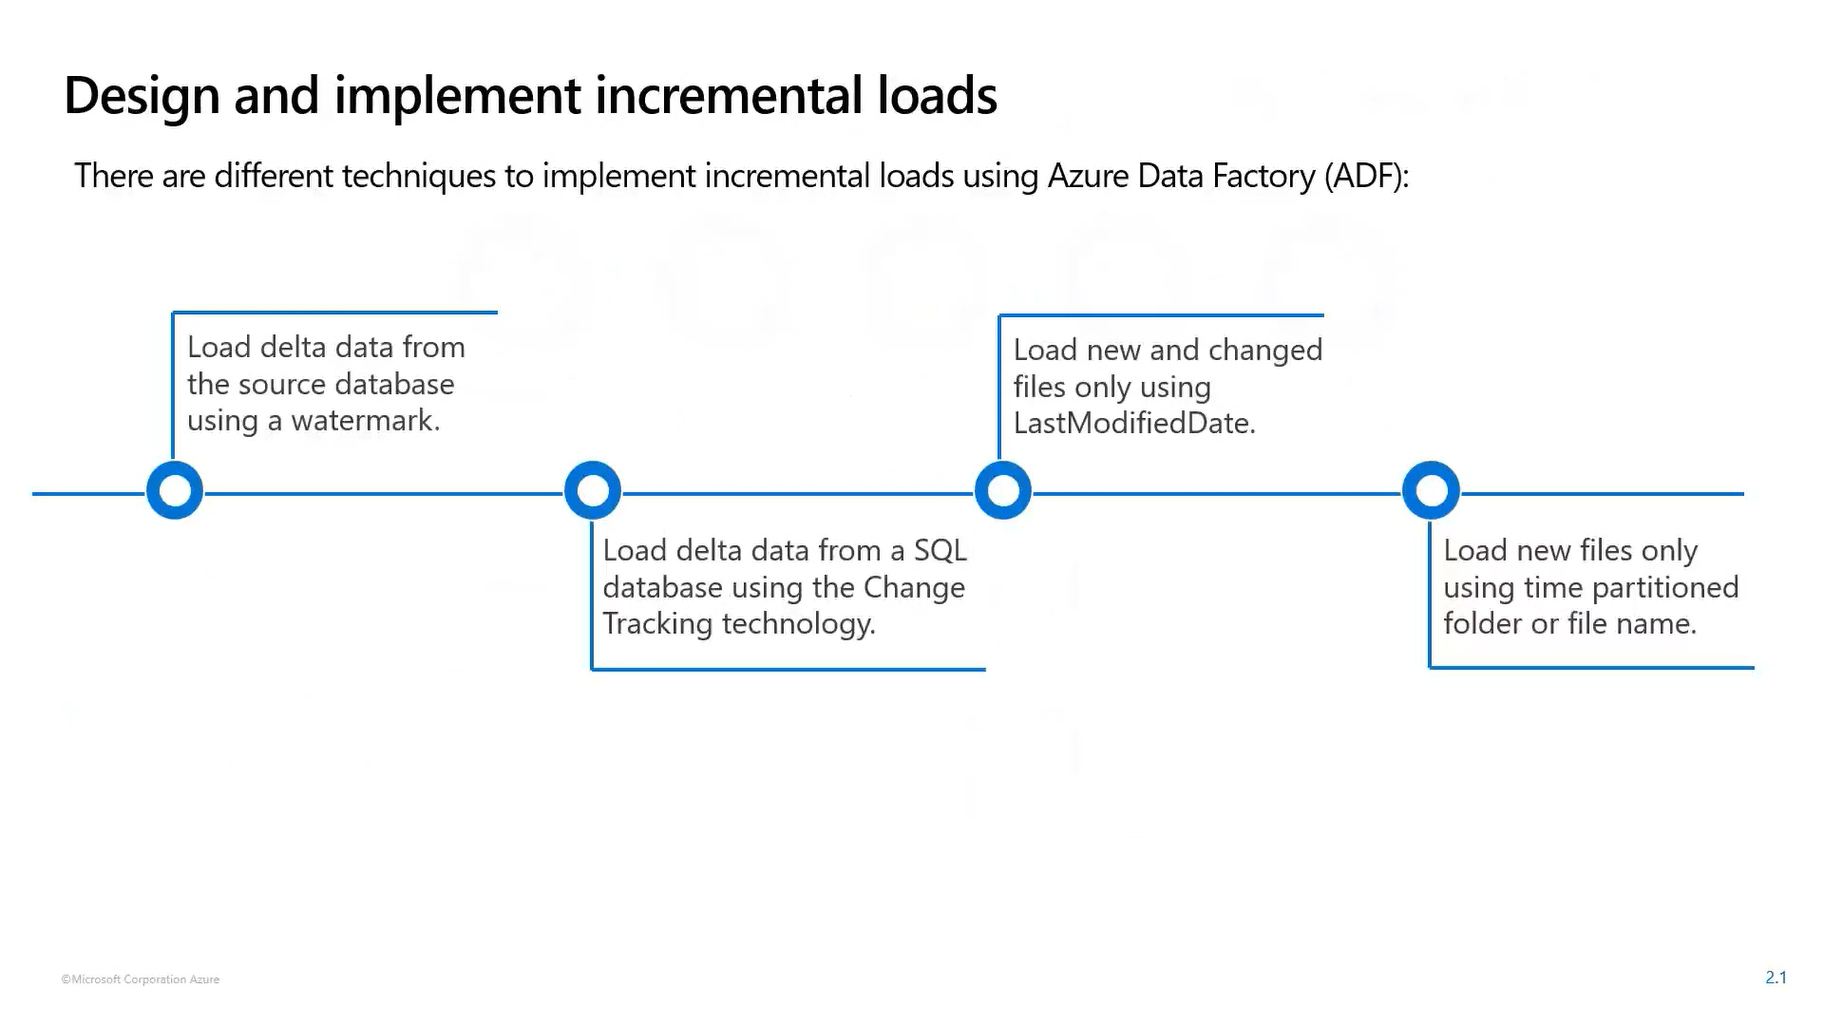 Design and implement incremental loads
There are different techniques to implement incremental loads using Azure Data Factory (ADF):
Load delta data from
the source database
using a watermark.
Load delta data from a SQL
database using the Change
Tracking technology.
Load new and changed
files only using
LastModifiedDate.
Load new files only
using time partitioned
folder or file name.
©Microsoft Corporation Azure
2.1